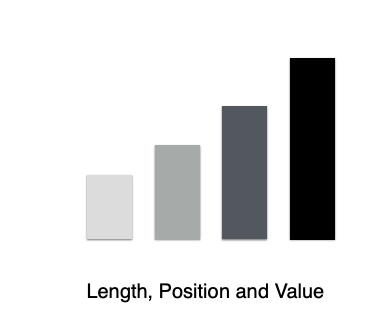 Length, Position and Value